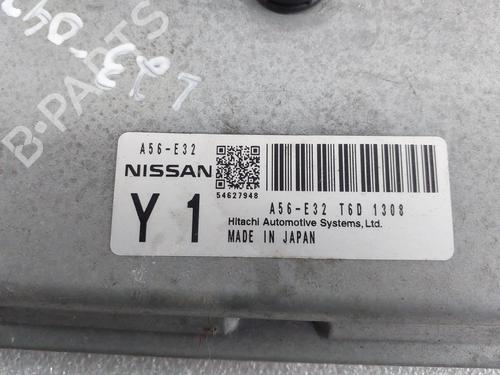 B-PARTS
A56-E32
NISSAN
54627948
Y 1
A56-E32 T6D 1308
Hitachi Automotive Systems, Ltd.
MADE IN JAPAN